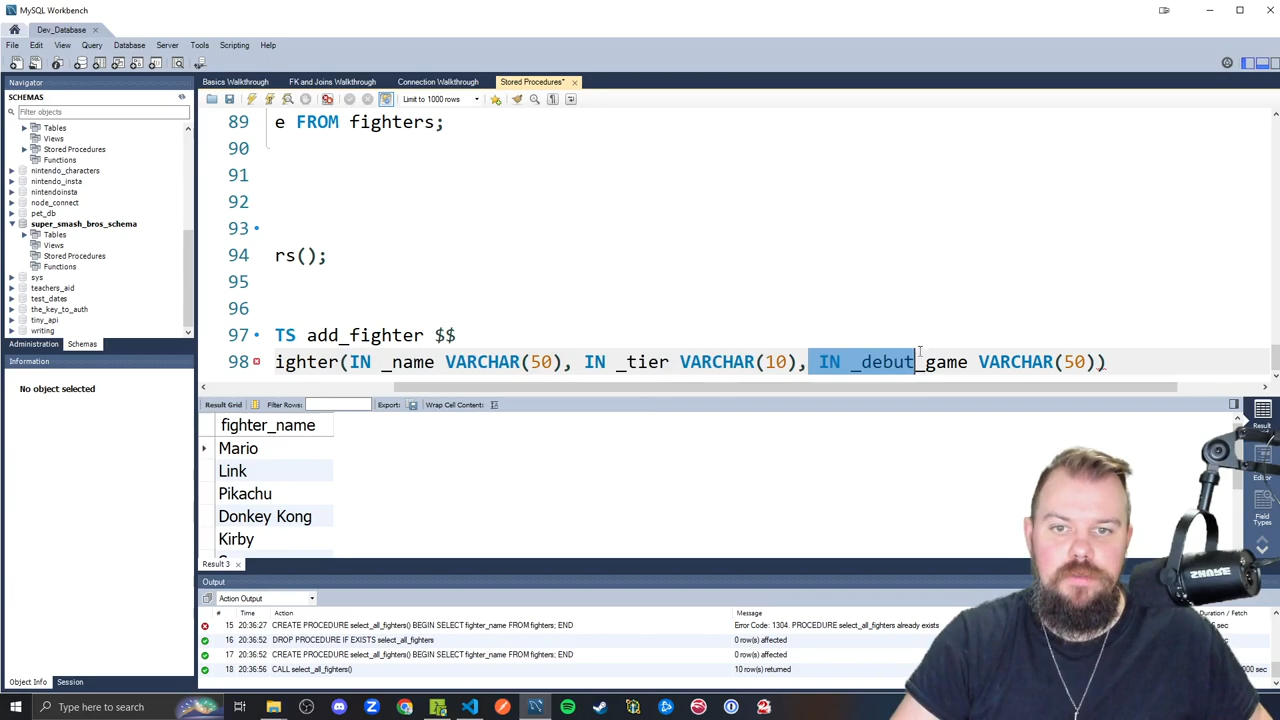 MySQL Workbench
Dev_Database
File Edit View Query Database Server Tools Scripting Help
Navigator
SCHEMAS
Filter objects
Tables
Views
Stored Procedures
Functions
nintendo_characters
nintendo_insta
nintendoinsta
node_connect
pet_db
super_smash_bros_schema
Tables
Views
Stored Procedures
Functions
sys
teachers_aid
test_dates
the_key_to_auth
tiny_api
writing
Administration Schemas
Information
No object selected
Object Info Session
Basics Walkthrough FK and Joins Walkthrough Connection Walkthrough Stored Procedures*
Limit to 1000 rows
89 e FROM fighters;
90
91
92
93
94 rs();
95
96
97 TS add_fighter $$
98 ighter(IN _name VARCHAR(50), IN _tier VARCHAR(10), IN _debut_game VARCHAR(50))
Result Grid Filter Rows: Export: Wrap Cell Content:
fighter_name
Mario
Link
Pikachu
Donkey Kong
Kirby
Result
Editor
Field
Types
Result 3
Output
Action Output
# Time Action Message Duration / Fetch
15 20:36:27 CREATE PROCEDURE select_all_fighters() BEGIN SELECT fighter_name FROM fighters; END Error Code: 1304. PROCEDURE select_all_fighters already exists
16 20:36:52 DROP PROCEDURE IF EXISTS select_all_fighters 0 row(s) affected
17 20:36:52 CREATE PROCEDURE select_all_fighters() BEGIN SELECT fighter_name FROM fighters; END 0 row(s) affected
18 20:36:56 CALL select_all_fighters() 10 row(s) returned
Type here to search